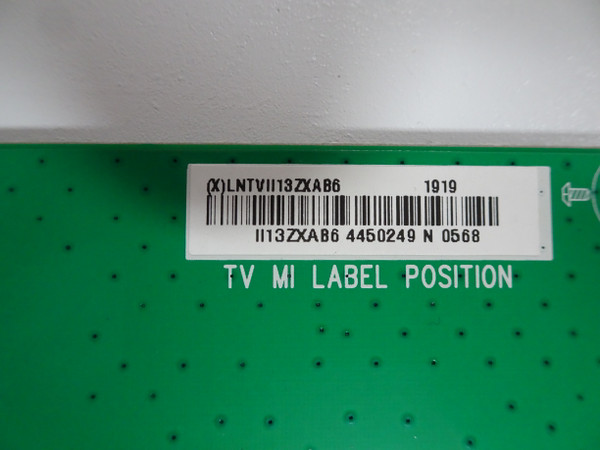 (X)LNTVII13ZXAB6 1919
II13ZXAB6 4450249 N 0568
TV MI LABEL POSITION